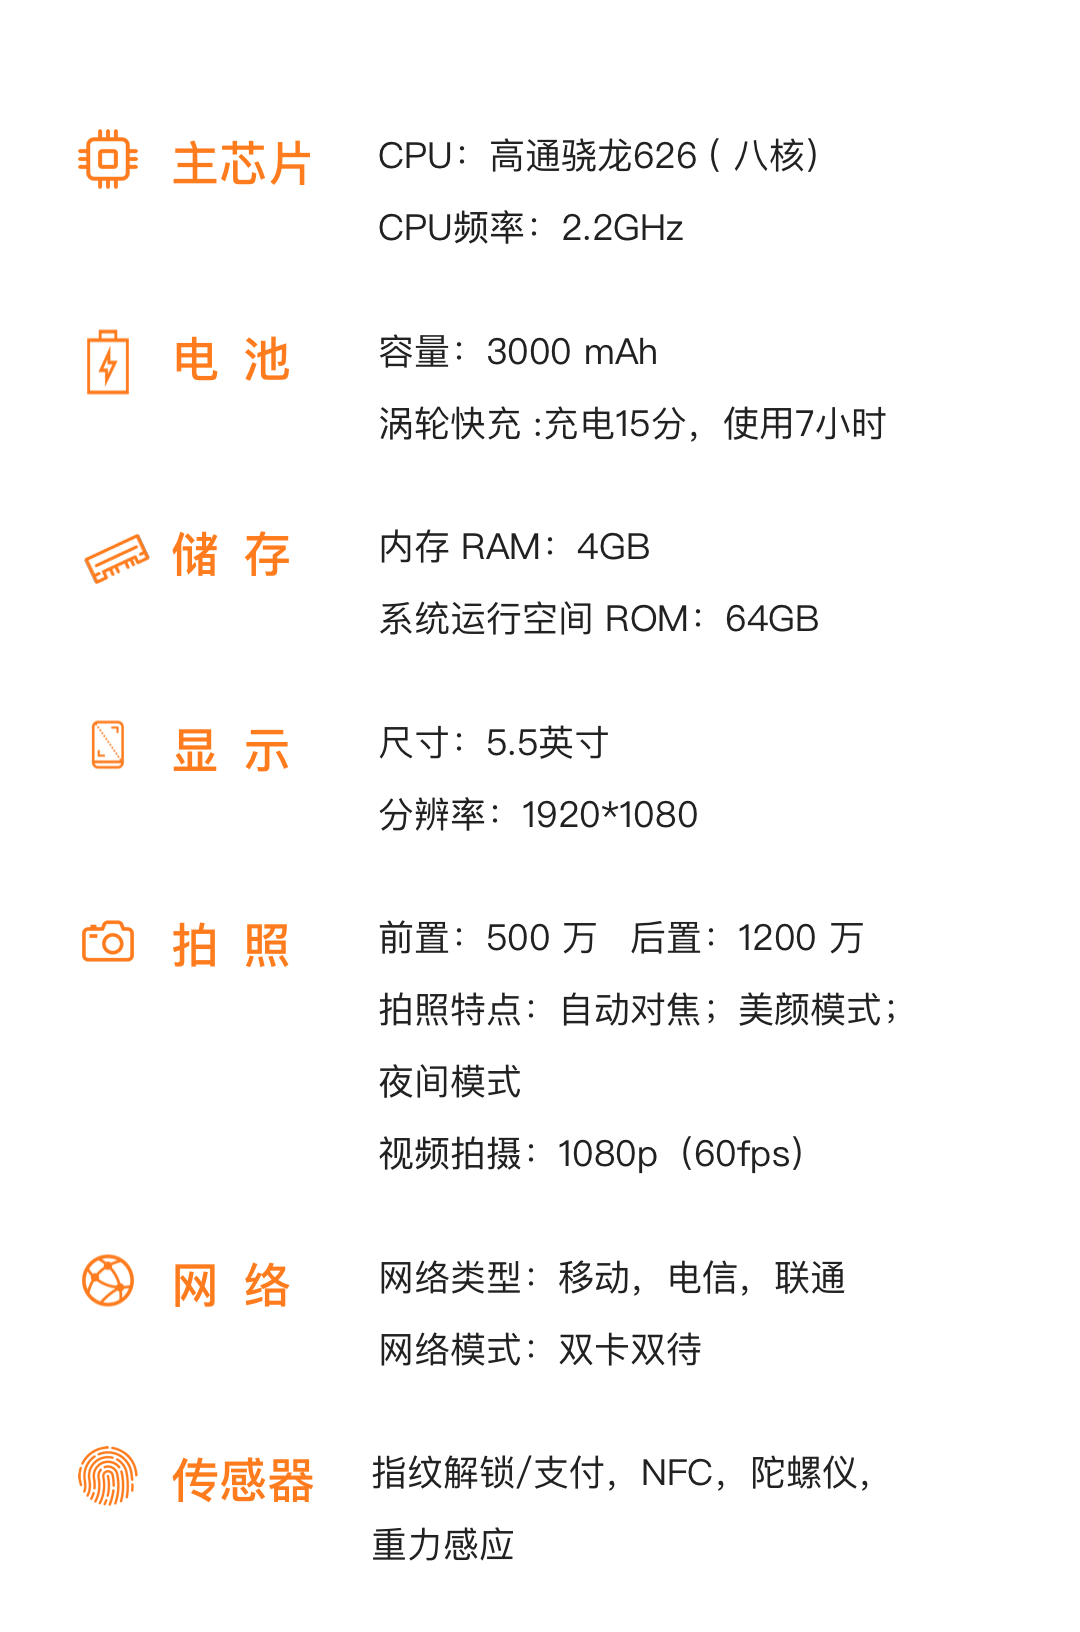 主芯片 CPU：高通骁龙626（八核）
CPU频率：2.2GHz
电 池 容量：3000 mAh
涡轮快充 :充电15分，使用7小时
储 存 内存 RAM：4GB
系统运行空间 ROM：64GB
显 示 尺寸：5.5英寸
分辨率：1920*1080
拍 照 前置：500 万 后置：1200 万
拍照特点：自动对焦；美颜模式；
夜间模式
视频拍摄：1080p（60fps）
网 络 网络类型：移动，电信，联通
网络模式：双卡双待
传感器 指纹解锁/支付，NFC，陀螺仪，
重力感应